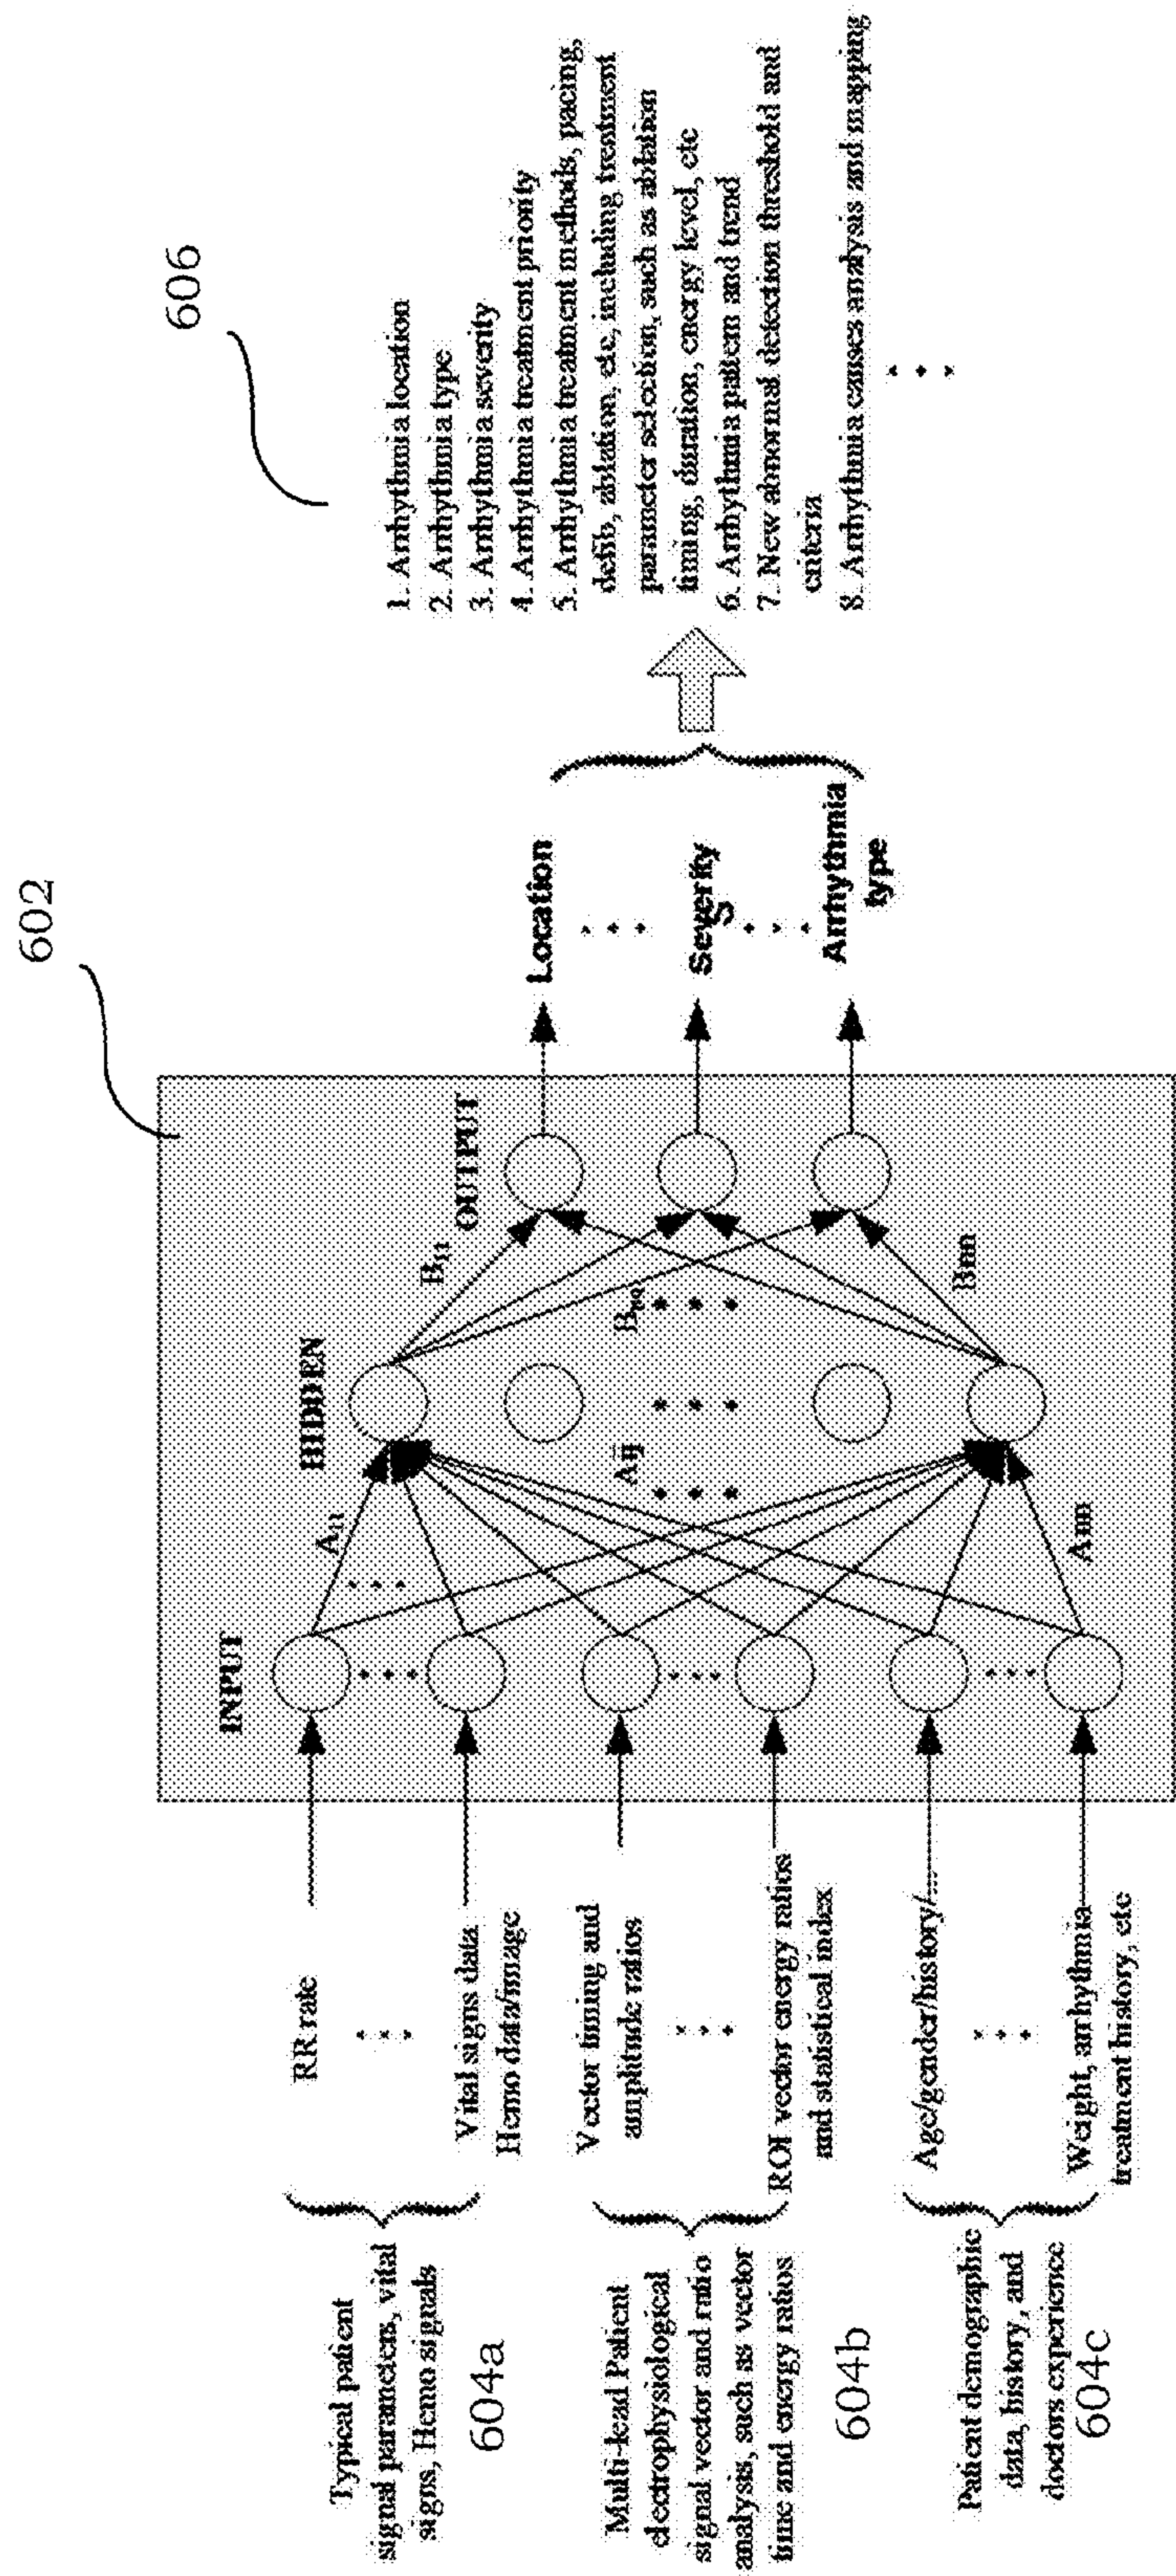 602
606
Typical patient
signal parameters, vital
signs, Hemo signals
604a
Multi-lead Patient
electrophysiological
signal vector and ratio
analysis, such as vector
time and energy ratios
604b
Patient demographic
data, history, and
doctors experience
604c
RR rate
Vital signs data
Hemo data/image
Vector timing and
amplitude ratios
ROI vector energy ratios
and statistical index
Age/gender/history/...
Weight, arrhythmia
treatment history, etc
INPUT
HIDDEN
OUTPUT
A11
Aij
Ann
B11
Bpq
Bnn
Location
Severity
S
Arrhythmia
type
1. Arrhythmia location
2. Arrhythmia type
3. Arrhythmia severity
4. Arrhythmia treatment priority
5. Arrhythmia treatment methods, pacing,
defib, ablation, etc, including treatment
parameter selection, such as ablation
timing, duration, energy level, etc
6. Arrhythmia pattern and trend
7. New abnormal detection threshold and
criteria
8. Arrhythmia causes analysis and mapping